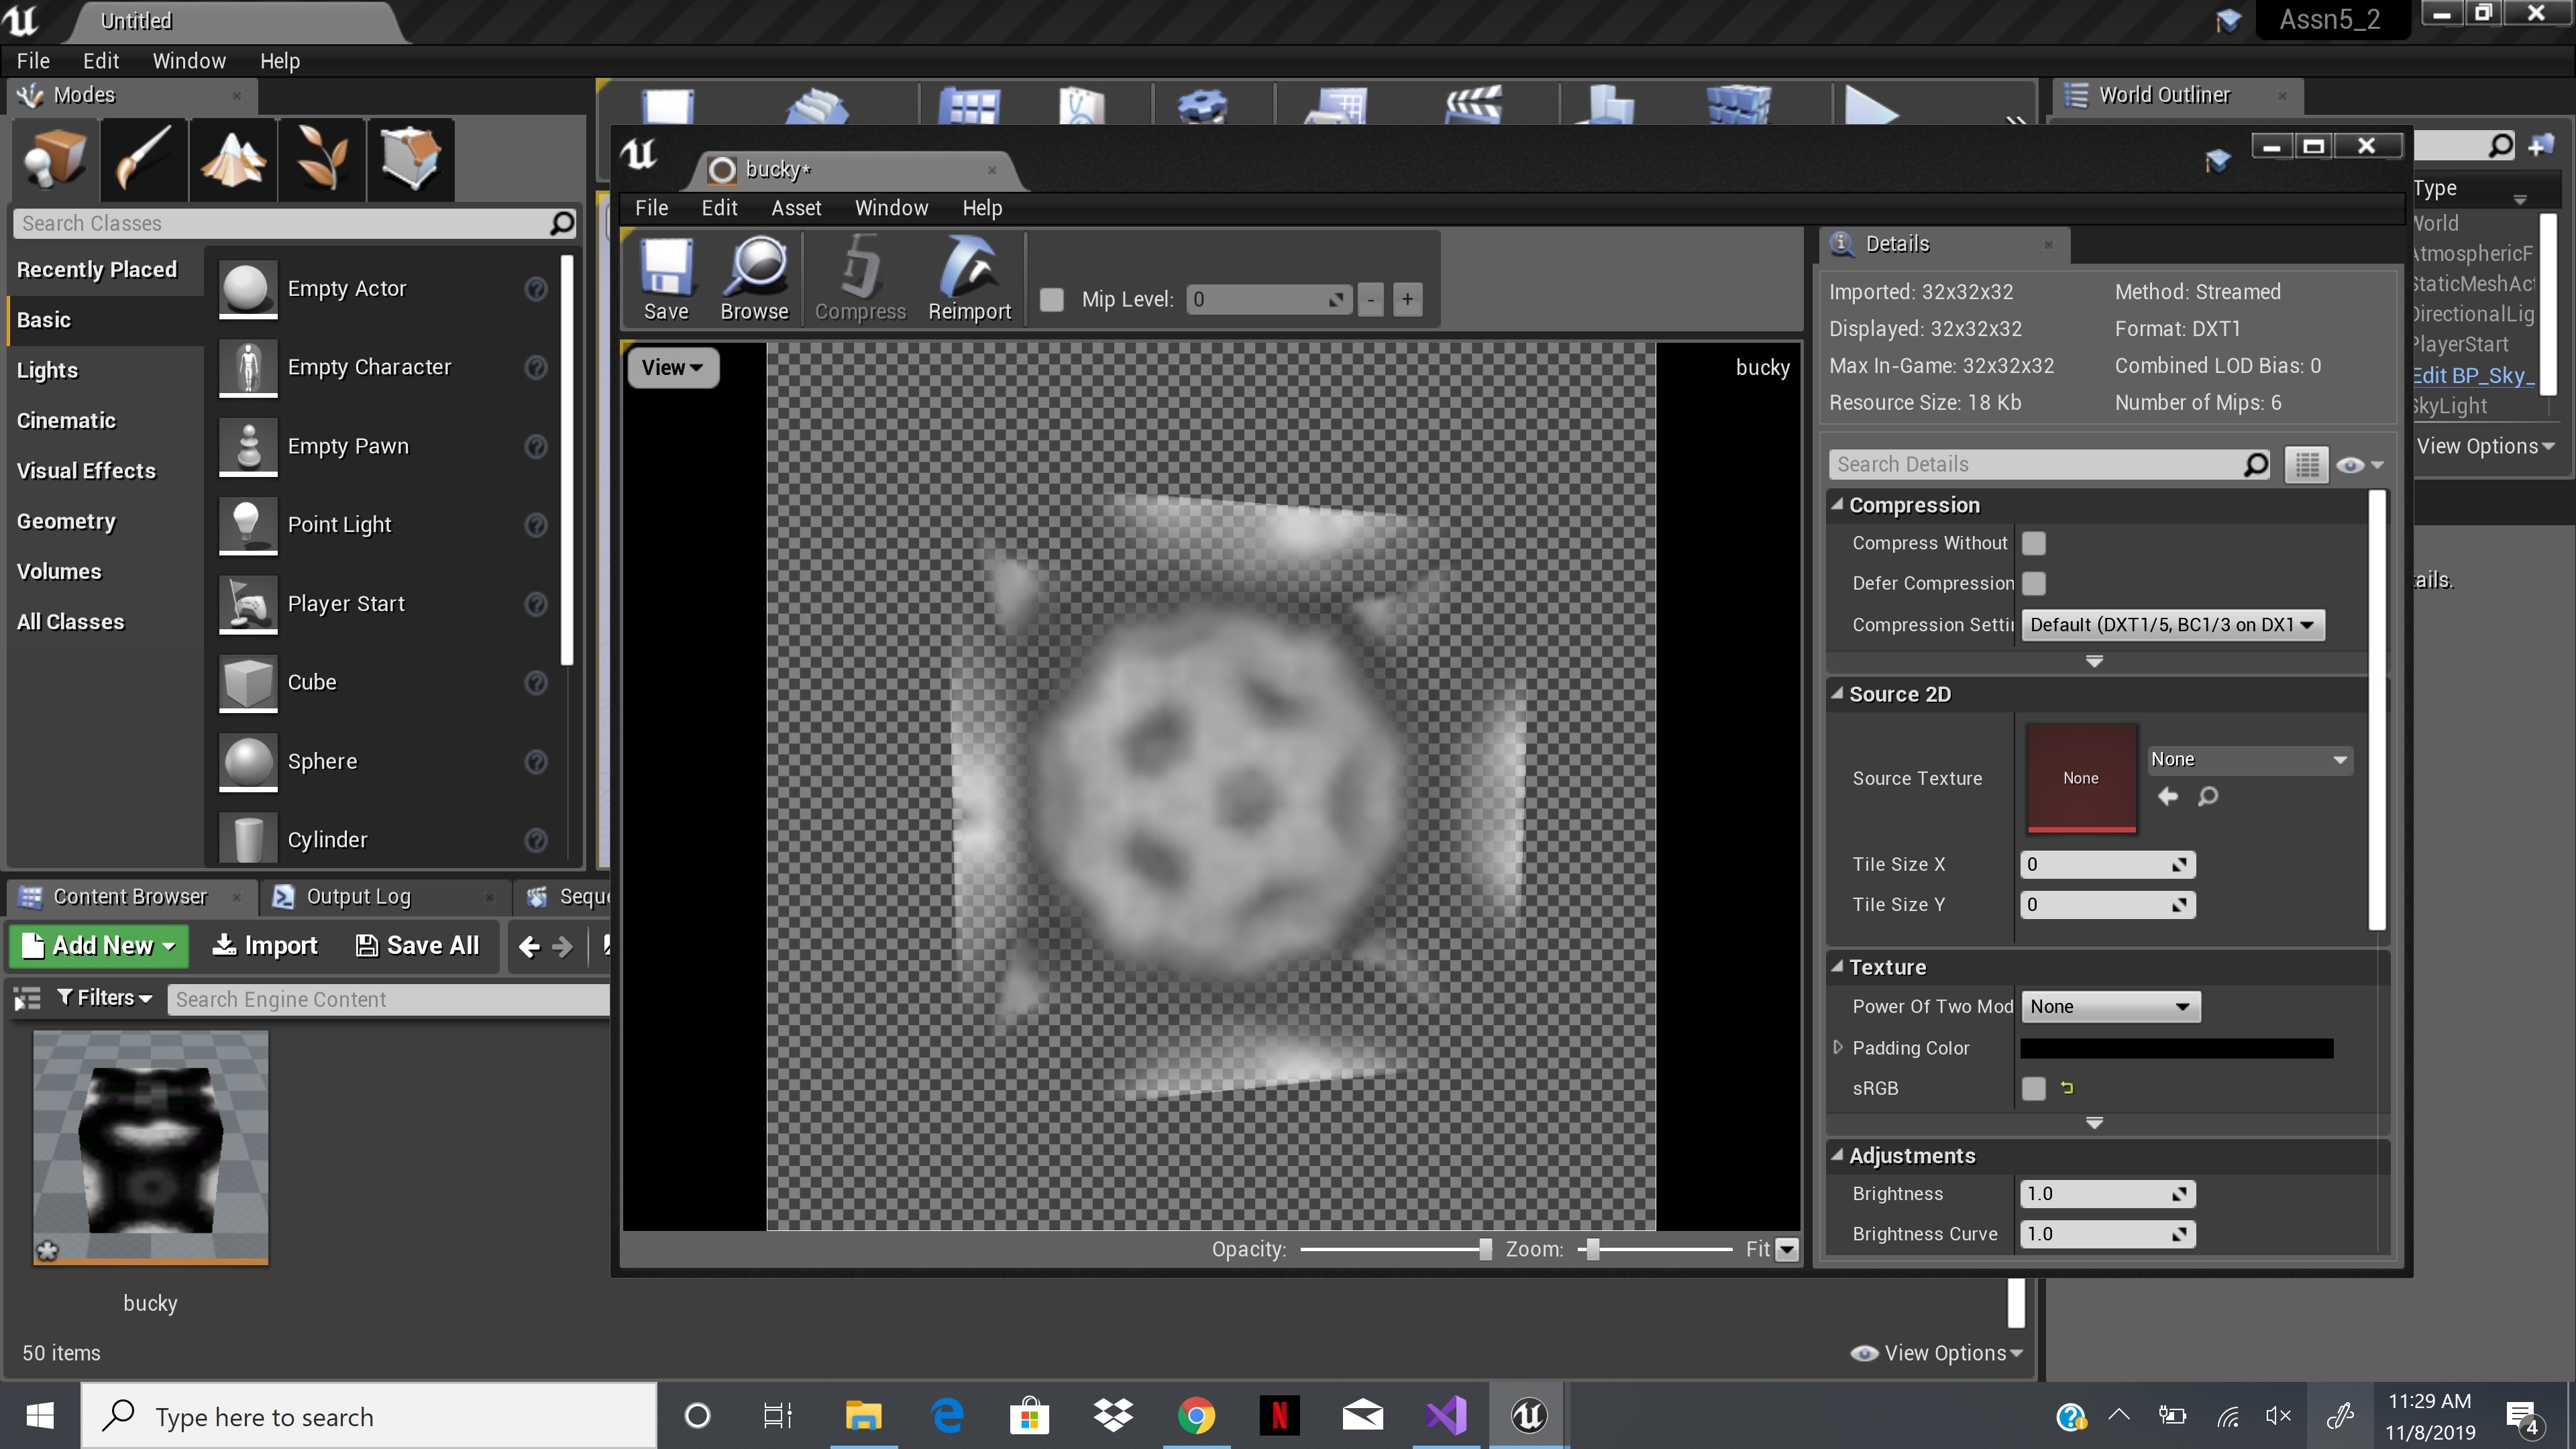 Untitled
Assn5_2
File Edit Window Help
Modes
World Outliner
Search Classes
Recently Placed
Basic
Lights
Cinematic
Visual Effects
Geometry
Volumes
All Classes
Empty Actor
Empty Character
Empty Pawn
Point Light
Player Start
Cube
Sphere
Cylinder
bucky*
File Edit Asset Window Help
Save Browse Compress Reimport
Mip Level: 0 - +
View
bucky
Opacity: Zoom: Fit
Details
Imported: 32x32x32 Method: Streamed
Displayed: 32x32x32 Format: DXT1
Max In-Game: 32x32x32 Combined LOD Bias: 0
Resource Size: 18 Kb Number of Mips: 6
Search Details
Compression
Compress Without
Defer Compression
Compression Setti Default (DXT1/5, BC1/3 on DX1
Source 2D
Source Texture None None
Tile Size X 0
Tile Size Y 0
Texture
Power Of Two Mod None
Padding Color
sRGB
Adjustments
Brightness 1.0
Brightness Curve 1.0
Type
World
AtmosphericF
StaticMeshAct
DirectionalLig
PlayerStart
Edit BP_Sky_
SkyLight
View Options
ails.
Content Browser Output Log Seque
Add New Import Save All
Filters Search Engine Content
bucky
50 items
View Options
Type here to search
11:29 AM
11/8/2019
4